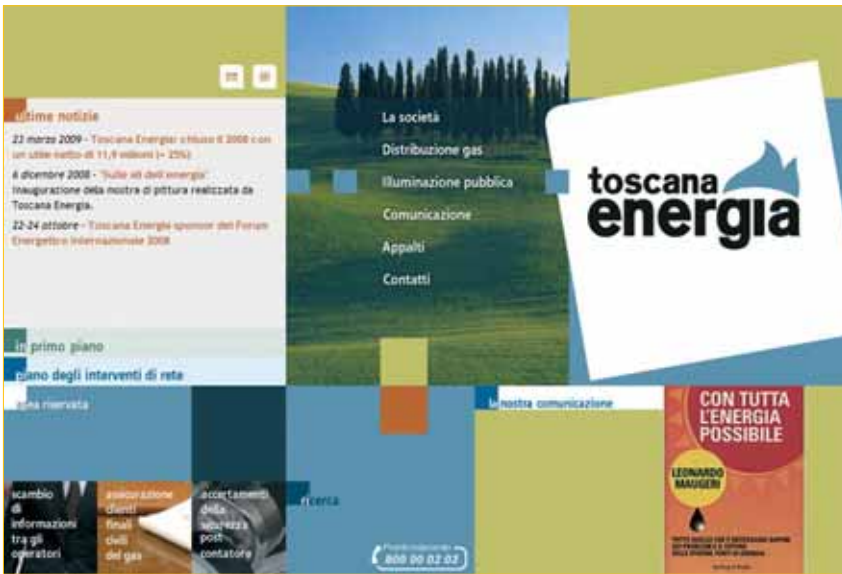 ultime notizie
23 marzo 2009 - Toscana Energia: chiuso il 2008 con
un utile netto di 11,9 milioni (+ 25%)
6 dicembre 2008 - "Sulle ali dell'energia"
Inaugurazione della mostra di pittura realizzata da
Toscana Energia.
22-24 ottobre - Toscana Energia sponsor del Forum
Energetico Internazionale 2008
in primo piano
piano degli interventi di rete
area riservata
scambio
di
informazioni
tra gli
operatori
assicurazione
clienti
finali
civili
del gas
accertamenti
della
sicurezza
post
contatore
La società
Distribuzione gas
Illuminazione pubblica
Comunicazione
Appalti
Contatti
toscana
energia
ricerca
Pronto intervento
800 00 02 02
la nostra comunicazione
CON TUTTA
L'ENERGIA
POSSIBILE
LEONARDO
MAUGERI